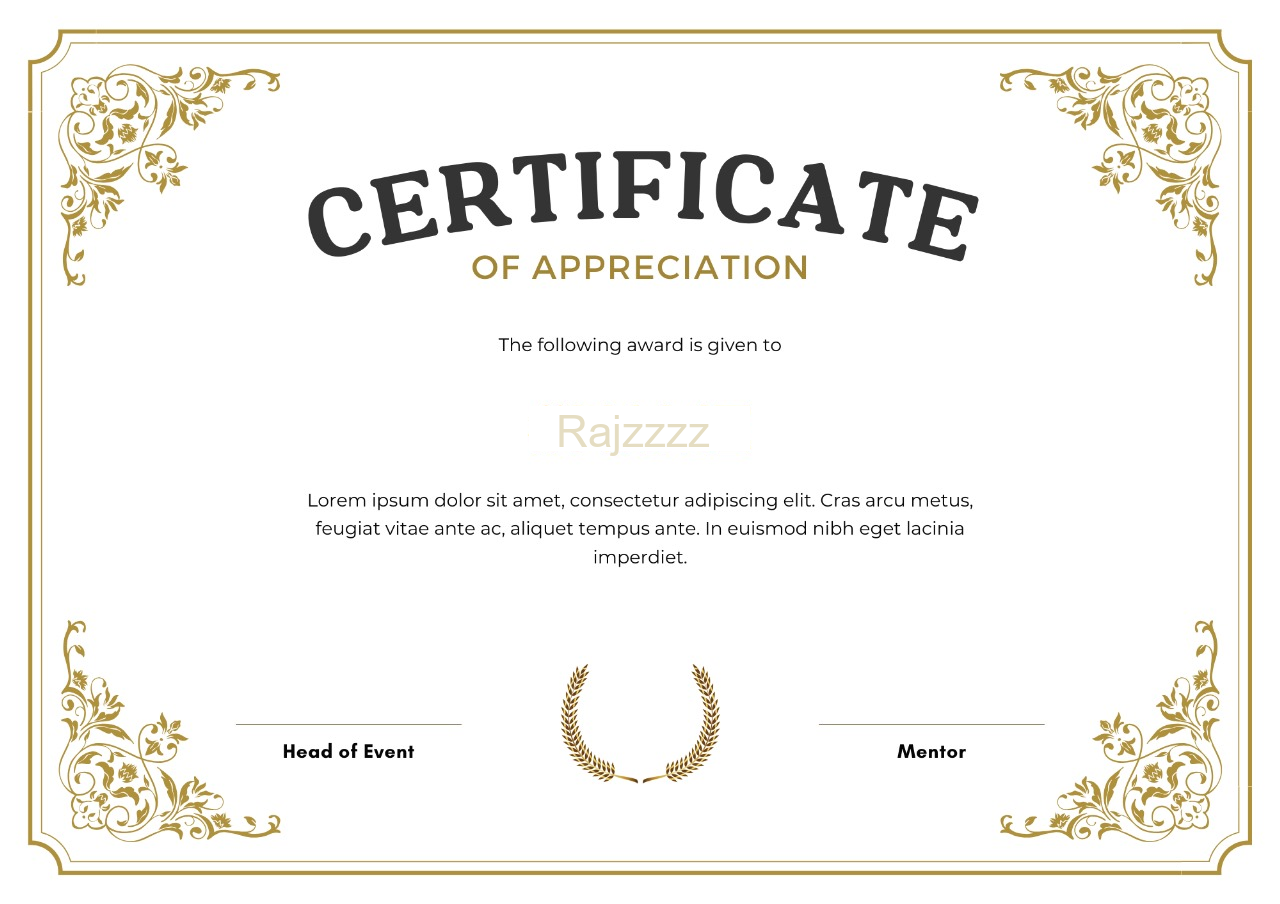 CERTIFICATE
OF APPRECIATION
The following award is given to
Rajzzzz
Lorem ipsum dolor sit amet, consectetur adipiscing elit. Cras arcu metus,
feugiat vitae ante ac, aliquet tempus ante. In euismod nibh eget lacinia
imperdiet.
Head of Event
Mentor